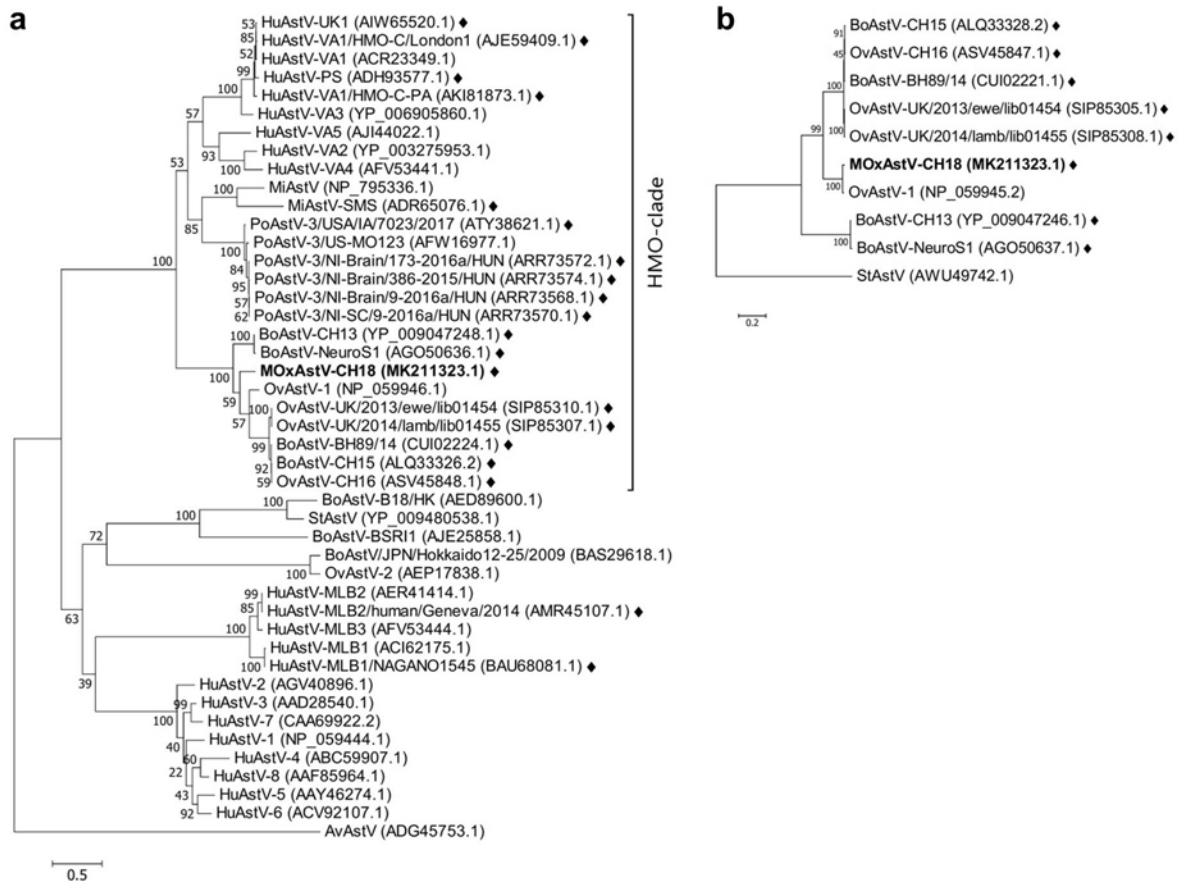 a
53
HuAstV-UK1 (AIW65520.1) ♦
85
HuAstV-VA1/HMO-C/London1 (AJE59409.1) ♦
52
HuAstV-VA1 (ACR23349.1)
99
HuAstV-PS (ADH93577.1) ♦
100
HuAstV-VA1/HMO-C-PA (AKI81873.1) ♦
57
HuAstV-VA3 (YP_006905860.1)
HuAstV-VA5 (AJI44022.1)
93
HuAstV-VA2 (YP_003275953.1)
53
100
HuAstV-VA4 (AFV53441.1)
100
MiAstV (NP_795336.1)
MiAstV-SMS (ADR65076.1) ♦
85
PoAstV-3/USA/IA/7023/2017 (ATY38621.1) ♦
100
PoAstV-3/US-MO123 (AFW16977.1)
100
84
PoAstV-3/NI-Brain/173-2016a/HUN (ARR73572.1) ♦
95
PoAstV-3/NI-Brain/386-2015/HUN (ARR73574.1) ♦
57
PoAstV-3/NI-Brain/9-2016a/HUN (ARR73568.1) ♦
62
PoAstV-3/NI-SC/9-2016a/HUN (ARR73570.1) ♦
100
BoAstV-CH13 (YP_009047248.1) ♦
BoAstV-NeuroS1 (AGO50636.1) ♦
100
MOxAstV-CH18 (MK211323.1) ♦
59
OvAstV-1 (NP_059946.1)
57
100
OvAstV-UK/2013/ewe/lib01454 (SIP85310.1) ♦
OvAstV-UK/2014/lamb/lib01455 (SIP85307.1) ♦
99
BoAstV-BH89/14 (CUI02224.1) ♦
92
BoAstV-CH15 (ALQ33326.2) ♦
59
OvAstV-CH16 (ASV45848.1) ♦
HMO-clade
100
BoAstV-B18/HK (AED89600.1)
100
StAstV (YP_009480538.1)
72
BoAstV-BSRI1 (AJE25858.1)
BoAstV/JPN/Hokkaido12-25/2009 (BAS29618.1)
100
OvAstV-2 (AEP17838.1)
63
99
HuAstV-MLB2 (AER41414.1)
85
HuAstV-MLB2/human/Geneva/2014 (AMR45107.1) ♦
100
HuAstV-MLB3 (AFV53444.1)
HuAstV-MLB1 (ACI62175.1)
100
HuAstV-MLB1/NAGANO1545 (BAU68081.1) ♦
39
HuAstV-2 (AGV40896.1)
99
HuAstV-3 (AAD28540.1)
100
HuAstV-7 (CAA69922.2)
40
HuAstV-1 (NP_059444.1)
60
HuAstV-4 (ABC59907.1)
22
HuAstV-8 (AAF85964.1)
43
HuAstV-5 (AAY46274.1)
92
HuAstV-6 (ACV92107.1)
AvAstV (ADG45753.1)
0.5
b
91
BoAstV-CH15 (ALQ33328.2) ♦
45
OvAstV-CH16 (ASV45847.1) ♦
100
BoAstV-BH89/14 (CUI02221.1) ♦
OvAstV-UK/2013/ewe/lib01454 (SIP85305.1) ♦
99
100
OvAstV-UK/2014/lamb/lib01455 (SIP85308.1) ♦
MOxAstV-CH18 (MK211323.1) ♦
100
OvAstV-1 (NP_059945.2)
BoAstV-CH13 (YP_009047246.1) ♦
100
BoAstV-NeuroS1 (AGO50637.1) ♦
StAstV (AWU49742.1)
0.2